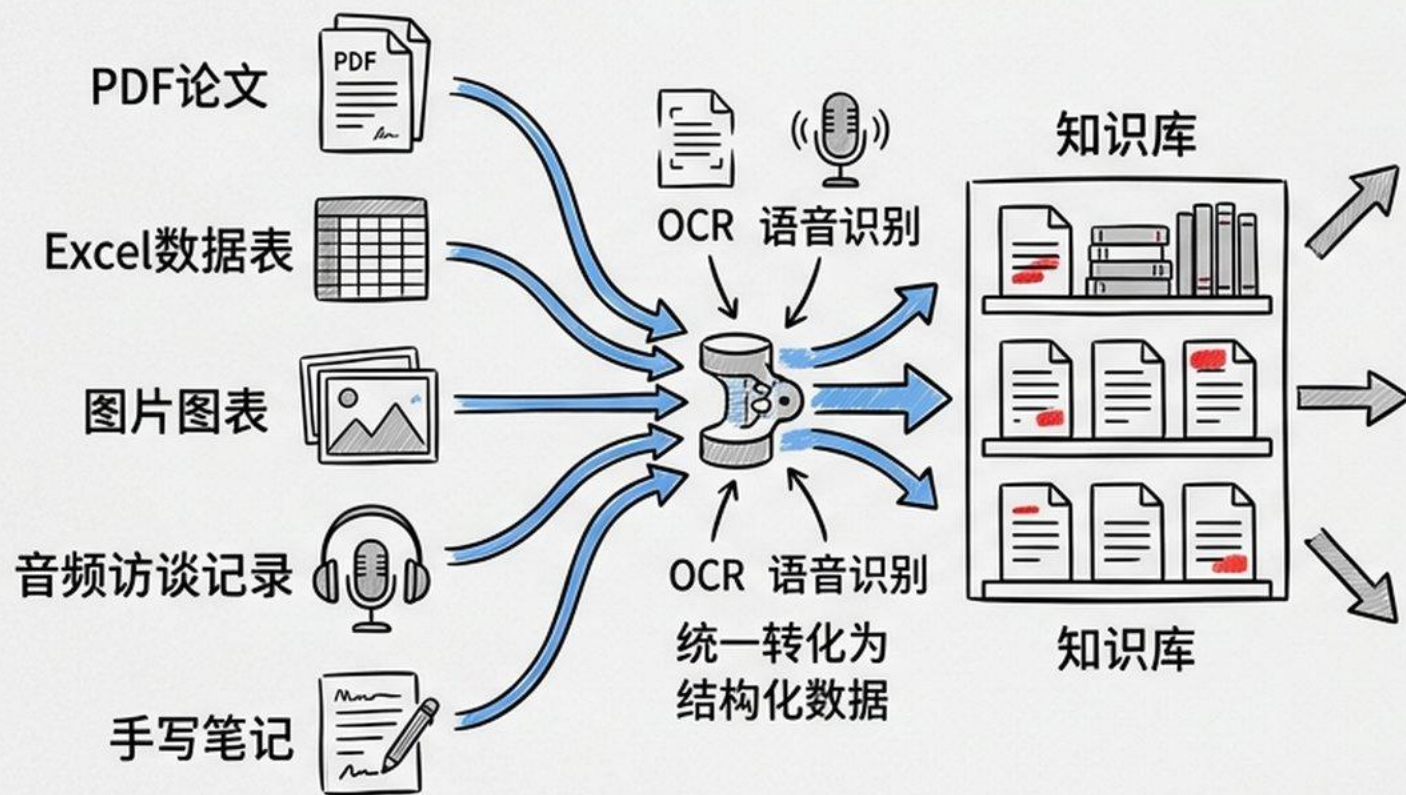 PDF论文
PDF
Excel数据表
图片图表
音频访谈记录
手写笔记
OCR 语音识别
OCR 语音识别
统一转化为
结构化数据
知识库
知识库